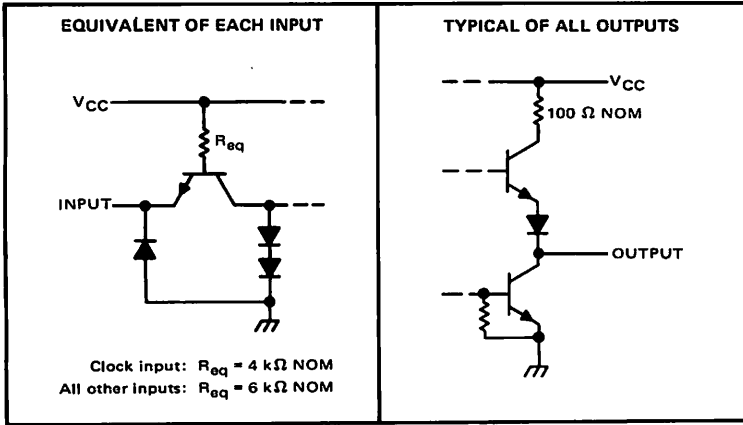 EQUIVALENT OF EACH INPUT
VCC
Req
INPUT
Clock input: Req = 4 kΩ NOM
All other inputs: Req = 6 kΩ NOM
TYPICAL OF ALL OUTPUTS
VCC
100 Ω NOM
OUTPUT